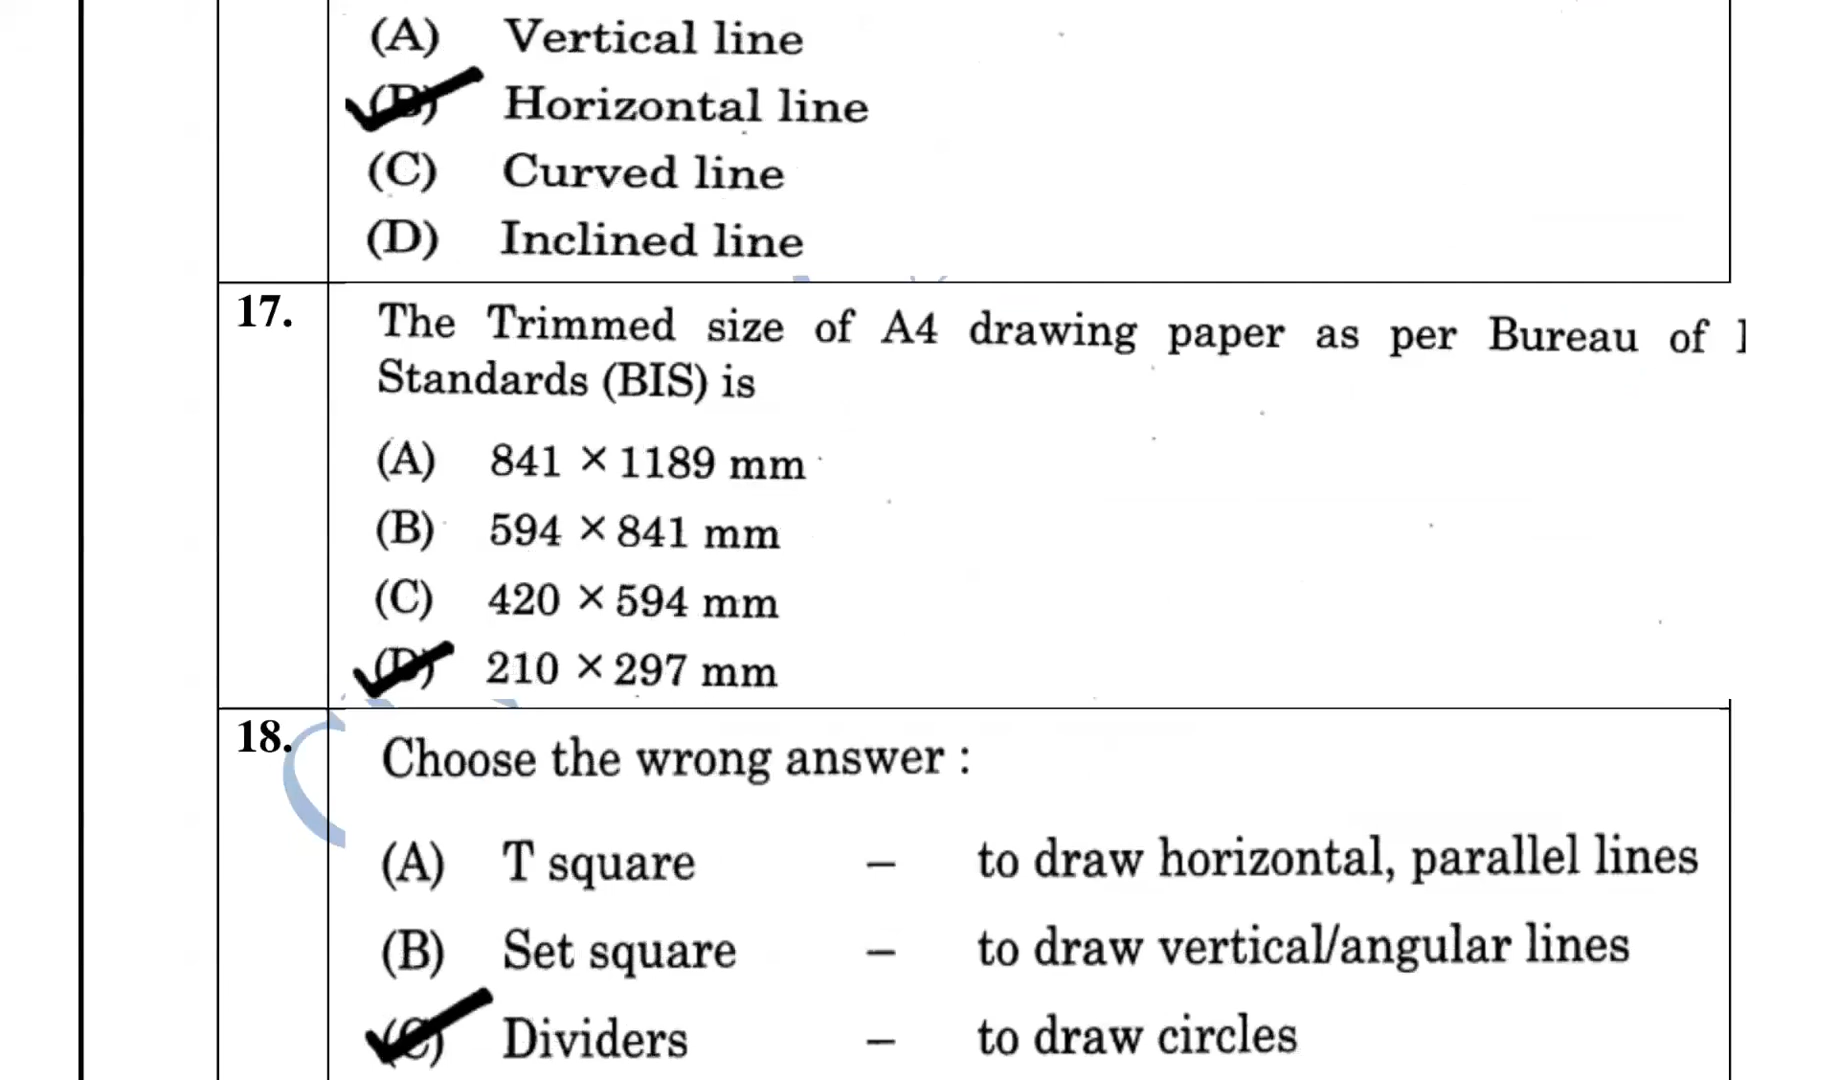 (A) Vertical line
(B) Horizontal line
(C) Curved line
(D) Inclined line
17. The Trimmed size of A4 drawing paper as per Bureau of
Standards (BIS) is
(A) 841 × 1189 mm
(B) 594 × 841 mm
(C) 420 × 594 mm
(D) 210 × 297 mm
18. Choose the wrong answer :
(A) T square – to draw horizontal, parallel lines
(B) Set square – to draw vertical/angular lines
(C) Dividers – to draw circles